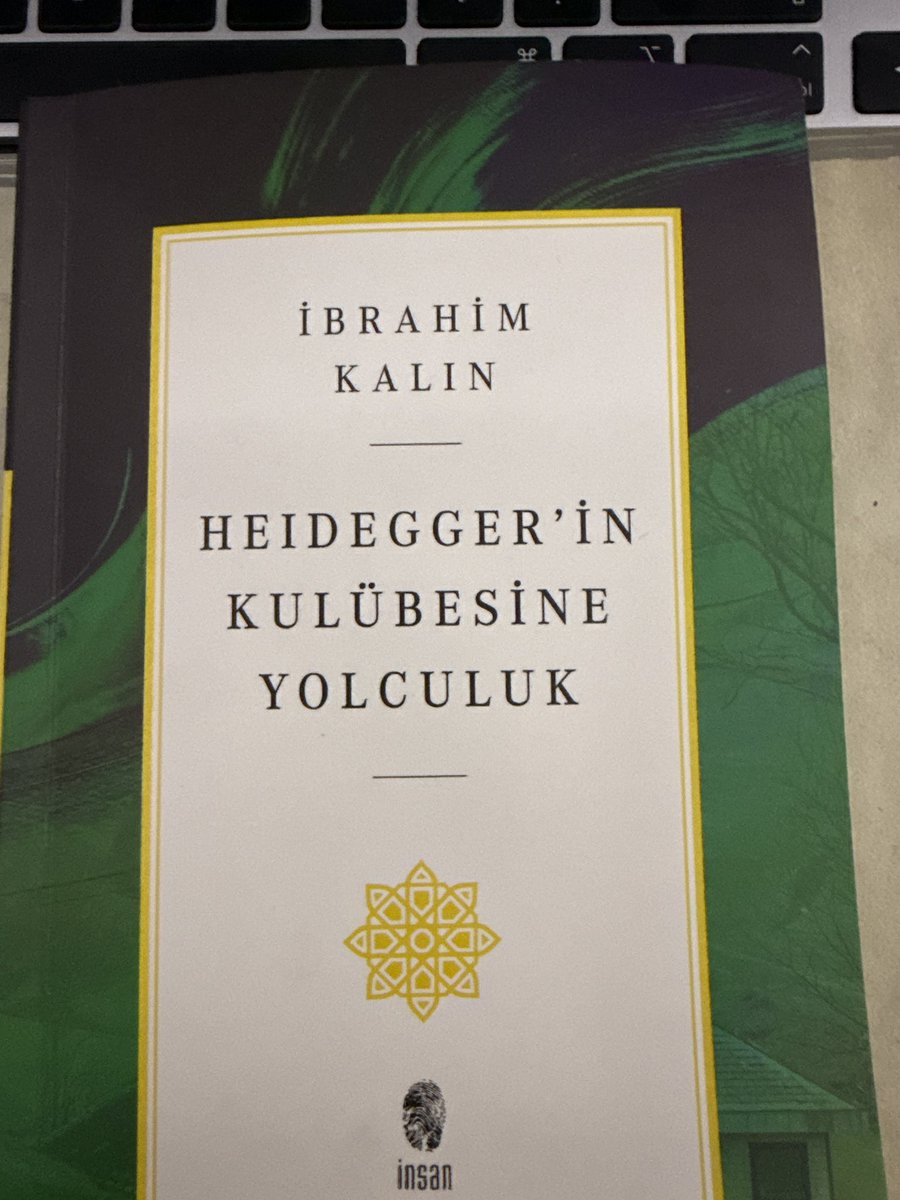 İBRAHİM
KALIN
HEIDEGGER'İN
KULÜBESİNE
YOLCULUK
insan